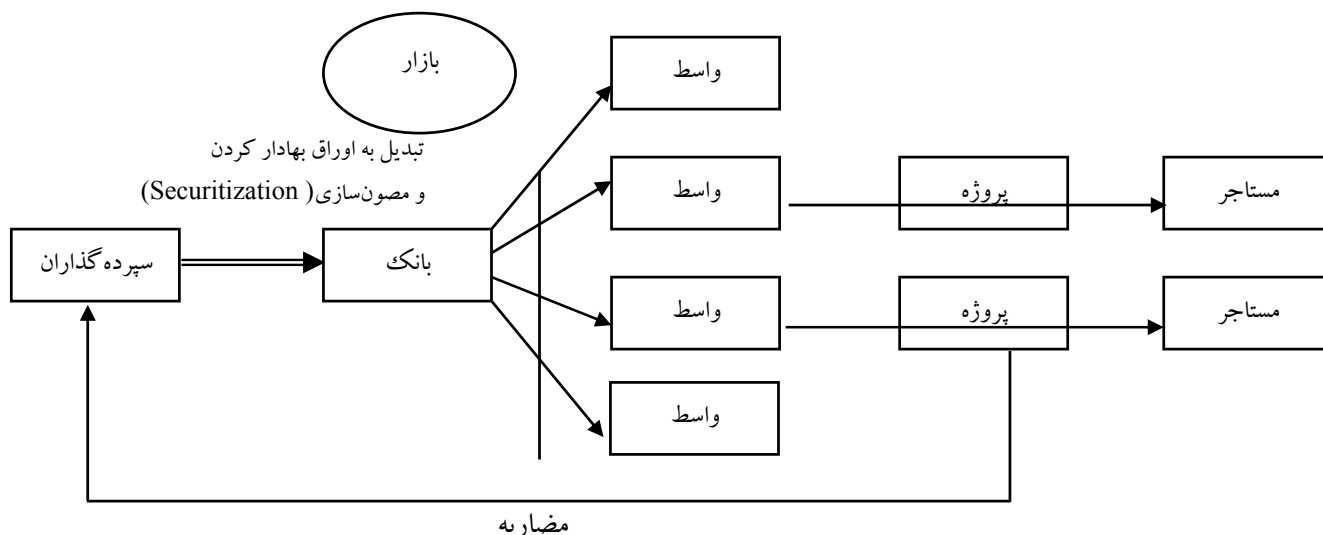 بازار
واسط
تبدیل به اوراق بهادار کردن
و مصون‌سازی( Securitization)
واسط
پروژه
مستاجر
سپرده‌گذاران
بانک
واسط
پروژه
مستاجر
واسط
مضاربه